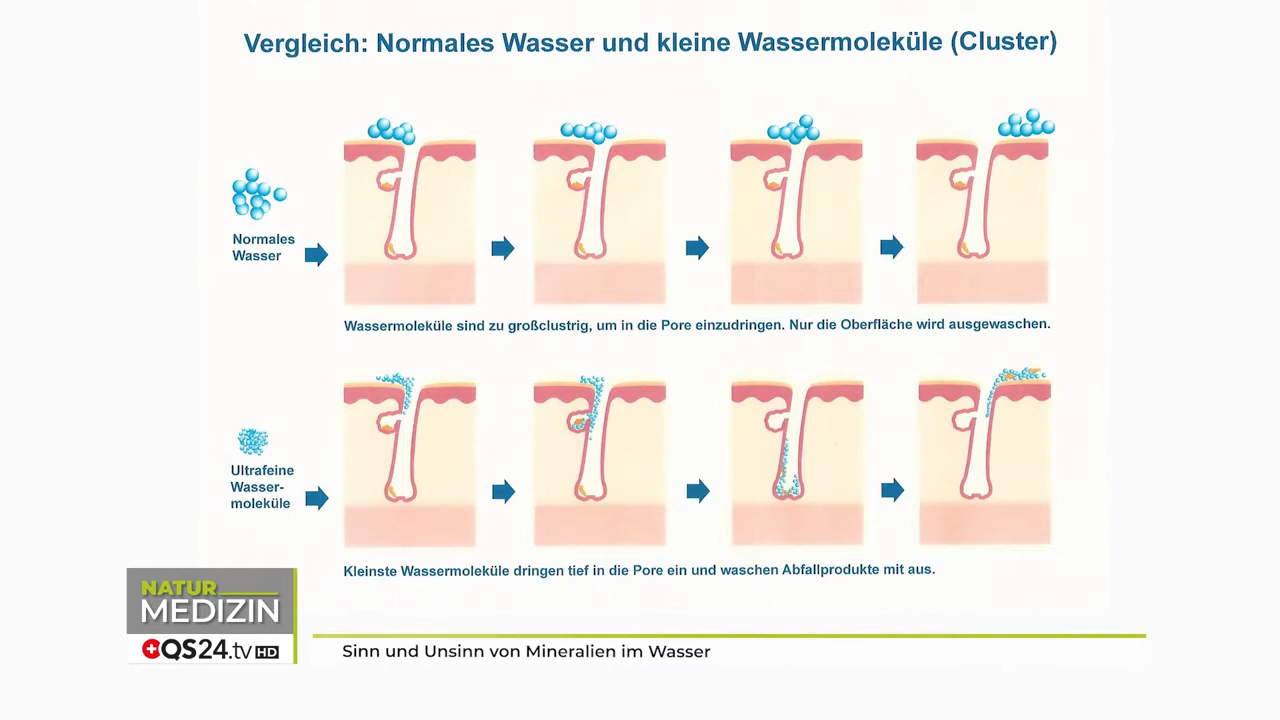 Vergleich: Normales Wasser und kleine Wassermoleküle (Cluster)
Normales
Wasser
Wassermoleküle sind zu großclustrig, um in die Pore einzudringen. Nur die Oberfläche wird ausgewaschen.
Ultrafeine
Wasser-
moleküle
Kleinste Wassermoleküle dringen tief in die Pore ein und waschen Abfallprodukte mit aus.
NATUR
MEDIZIN
QS24.tv HD
Sinn und Unsinn von Mineralien im Wasser